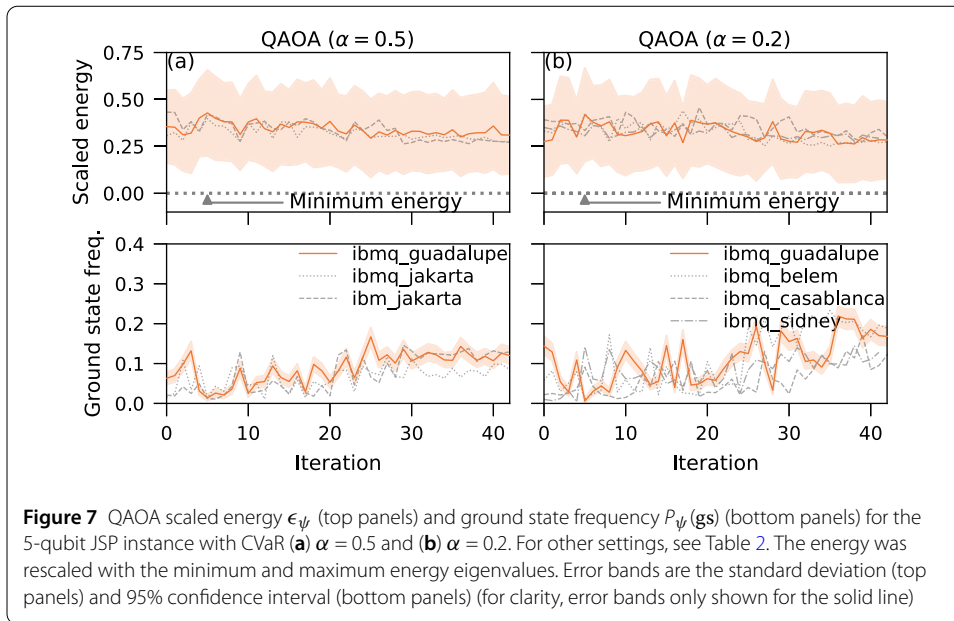 QAOA (α = 0.5)
QAOA (α = 0.2)
(a)
(b)
Scaled energy
0.75
0.50
0.25
0.00
Minimum energy
Minimum energy
Ground state freq.
0.4
0.3
0.2
0.1
0.0
ibmq_guadalupe
ibmq_jakarta
ibm_jakarta
ibmq_guadalupe
ibmq_belem
ibmq_casablanca
ibmq_sidney
0 10 20 30 40
0 10 20 30 40
Iteration
Iteration
Figure 7 QAOA scaled energy ϵψ (top panels) and ground state frequency Pψ(gs) (bottom panels) for the
5-qubit JSP instance with CVaR (a) α = 0.5 and (b) α = 0.2. For other settings, see Table 2. The energy was
rescaled with the minimum and maximum energy eigenvalues. Error bands are the standard deviation (top
panels) and 95% confidence interval (bottom panels) (for clarity, error bands only shown for the solid line)